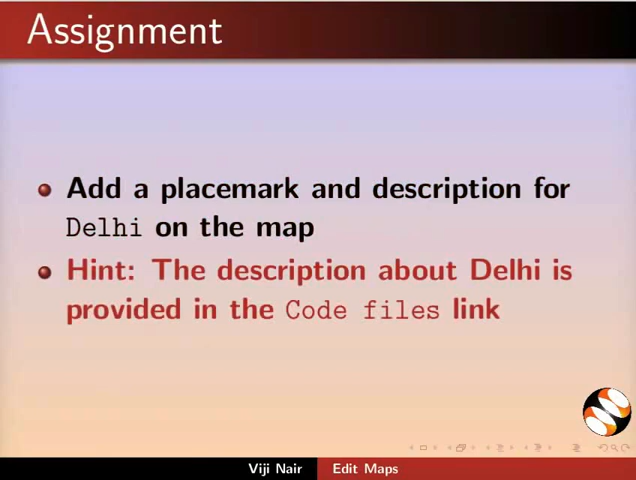 Assignment
Add a placemark and description for
Delhi on the map
Hint: The description about Delhi is
provided in the Code files link
Viji Nair Edit Maps